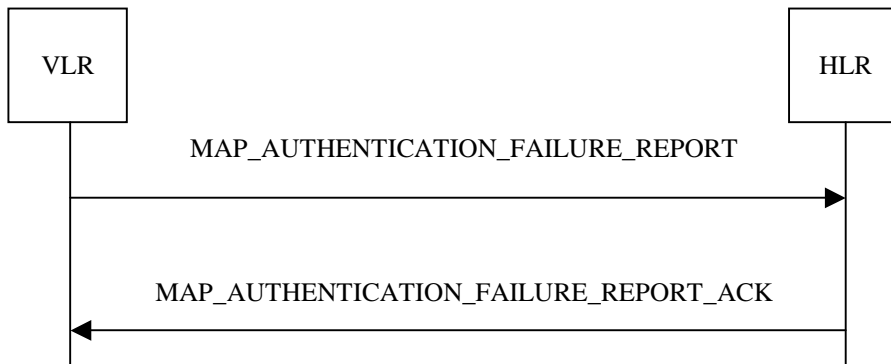 VLR
HLR
MAP_AUTHENTICATION_FAILURE_REPORT
MAP_AUTHENTICATION_FAILURE_REPORT_ACK